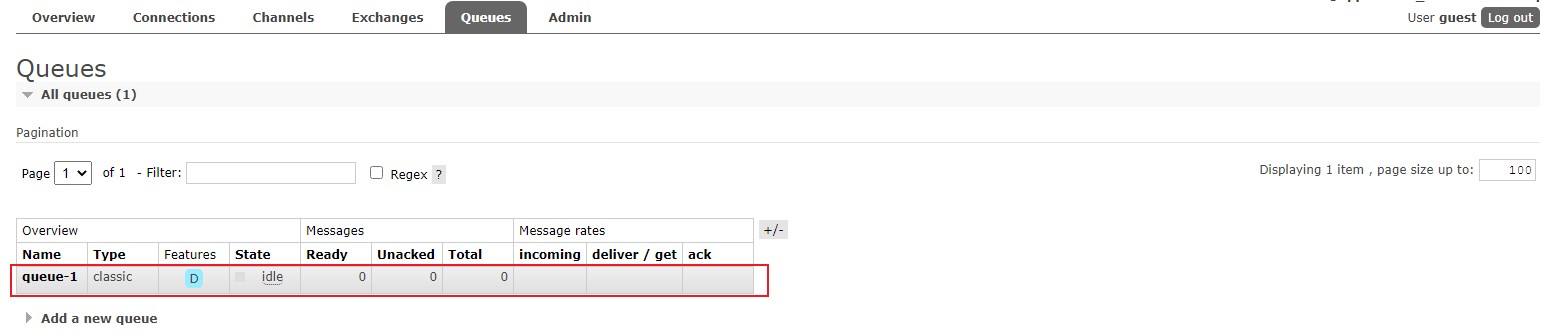 Overview Connections Channels Exchanges Queues Admin User guest Log out
Queues
All queues (1)
Pagination
Page 1 of 1 - Filter: Regex ? Displaying 1 item , page size up to: 100
Overview Messages Message rates +/-
Name Type Features State Ready Unacked Total incoming deliver / get ack
queue-1 classic D idle 0 0 0
Add a new queue